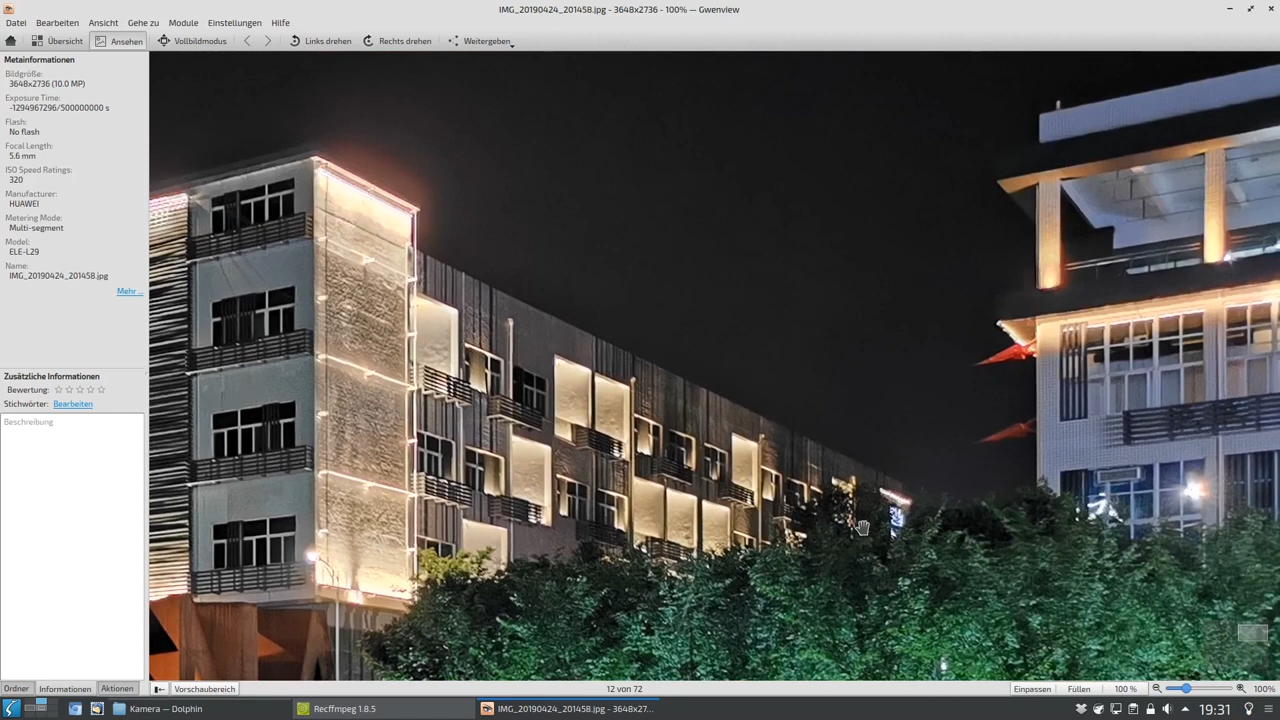 IMG_20190424_201458.jpg - 3648x2736 - 100% — Gwenview
Datei Bearbeiten Ansicht Gehe zu Module Einstellungen Hilfe
Übersicht Ansehen Vollbildmodus Links drehen Rechts drehen Weitergeben
Metainformationen
Bildgröße:
3648x2736 (10.0 MP)
Exposure Time:
-1294967296/500000000 s
Flash:
No flash
Focal Length:
5.6 mm
ISO Speed Ratings:
320
Manufacturer:
HUAWEI
Metering Mode:
Multi-segment
Model:
ELE-L29
Name:
IMG_20190424_201458.jpg
Mehr ...
Zusätzliche Informationen
Bewertung:
Stichwörter: Bearbeiten
Beschreibung
Ordner Informationen Aktionen Vorschaubereich 12 von 72 Einpassen Füllen 100 % 100%
Kamera — Dolphin Recffmpeg 1.8.5 IMG_20190424_201458.jpg - 3648x27... 19:31